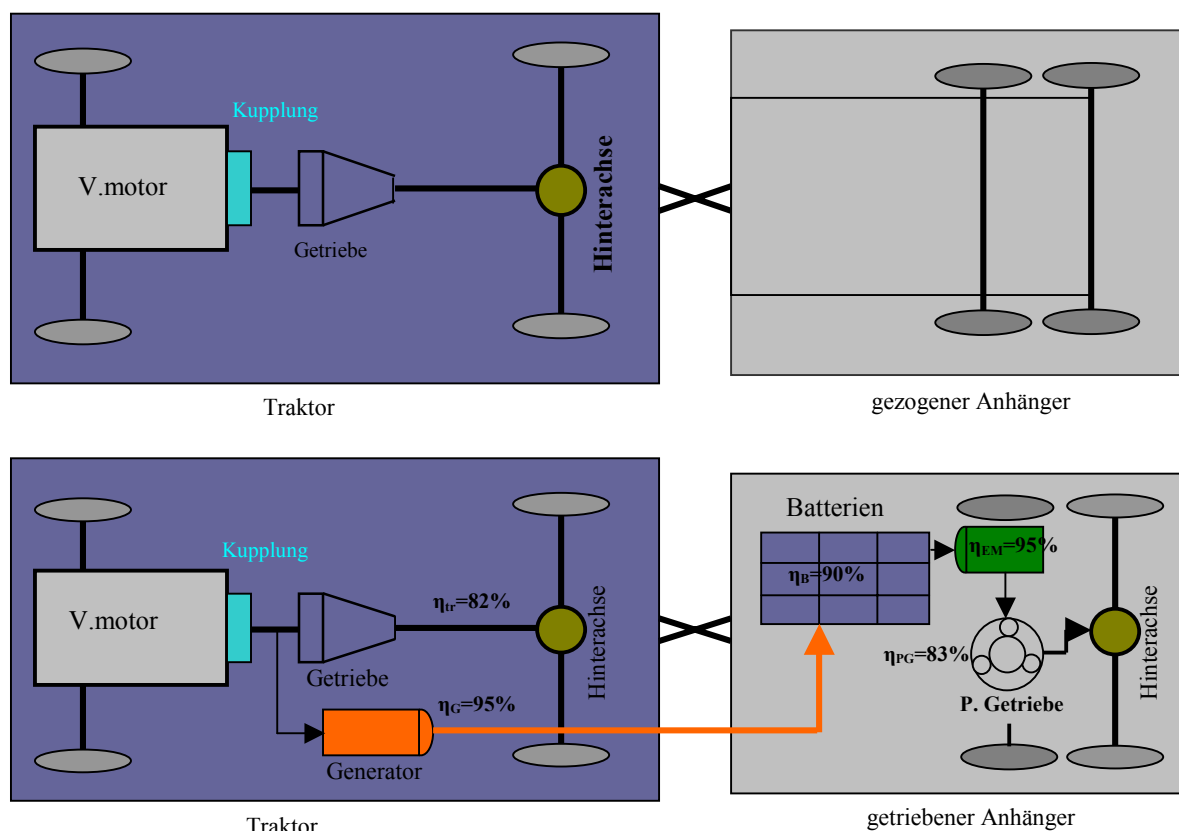 Kupplung
V.motor
Getriebe
Hinterachse
Traktor
gezogener Anhänger
Kupplung
V.motor
Getriebe
ηtr=82%
Hinterachse
ηG=95%
Generator
Traktor
Batterien
ηB=90%
ηEM=95%
ηPG=83%
P. Getriebe
Hinterachse
getriebener Anhänger